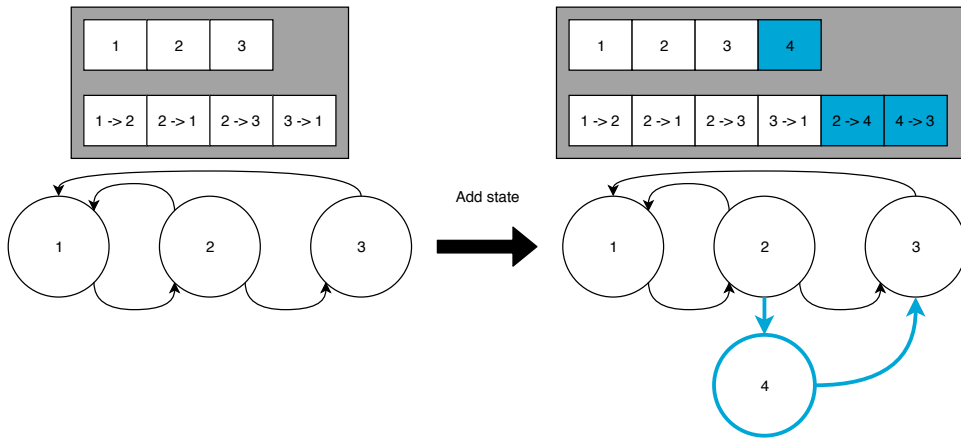 1 2 3
1 -> 2 2 -> 1 2 -> 3 3 -> 1
1 2 3
Add state
1 2 3 4
1 -> 2 2 -> 1 2 -> 3 3 -> 1 2 -> 4 4 -> 3
1 2 3
4